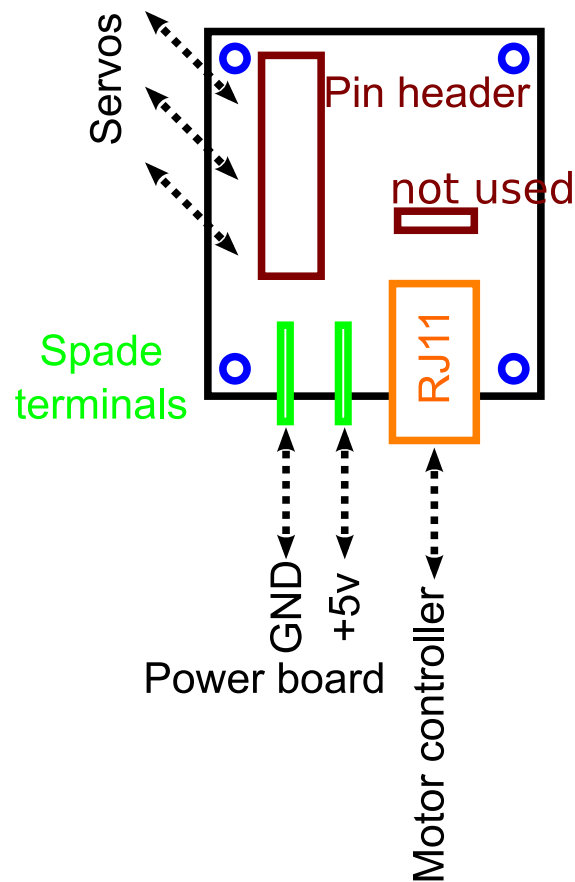 Servos
Pin header
not used
Spade
terminals
RJ11
GND
+5v
Power board
Motor controller